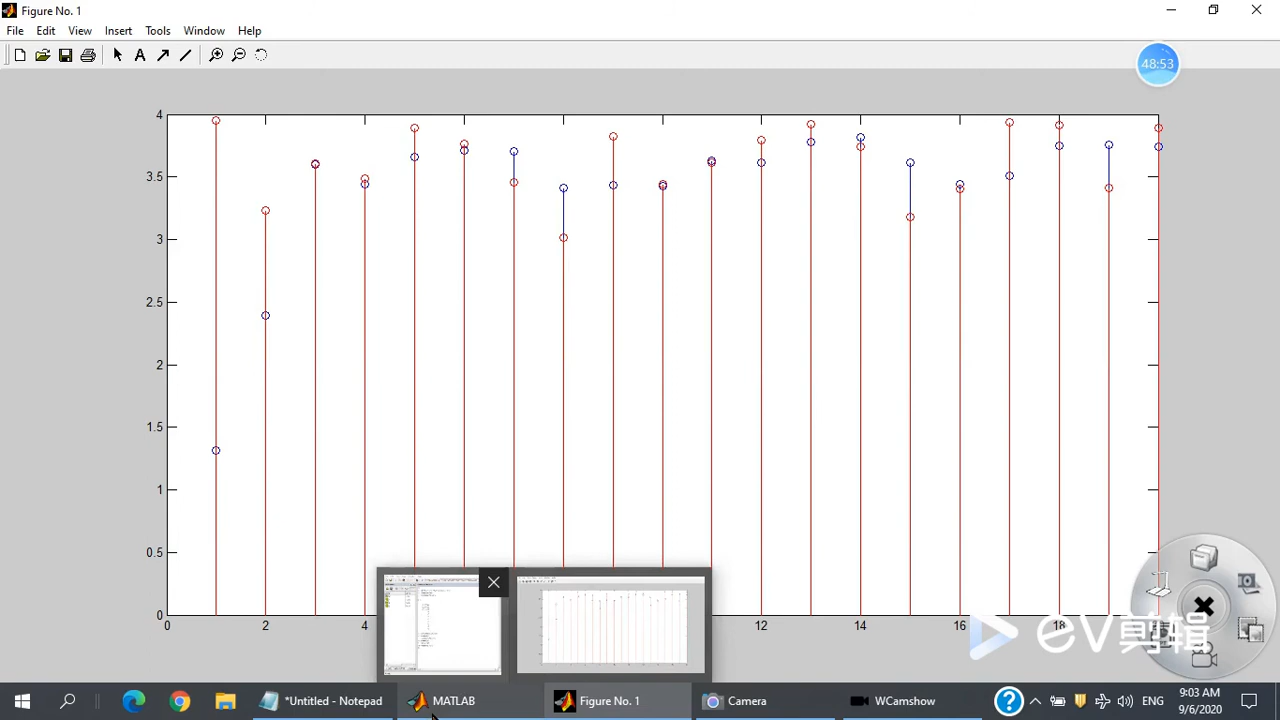 Figure No. 1
File Edit View Insert Tools Window Help
48:53
4
3.5
3
2.5
2
1.5
1
0.5
0
0 2 4 12 14 16 18
EV剪辑
*Untitled - Notepad
MATLAB
Figure No. 1
Camera
WCamshow
ENG
9:03 AM
9/6/2020